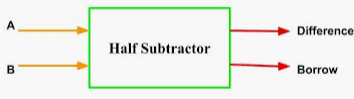 A
Difference
Half Subtractor
B
Borrow